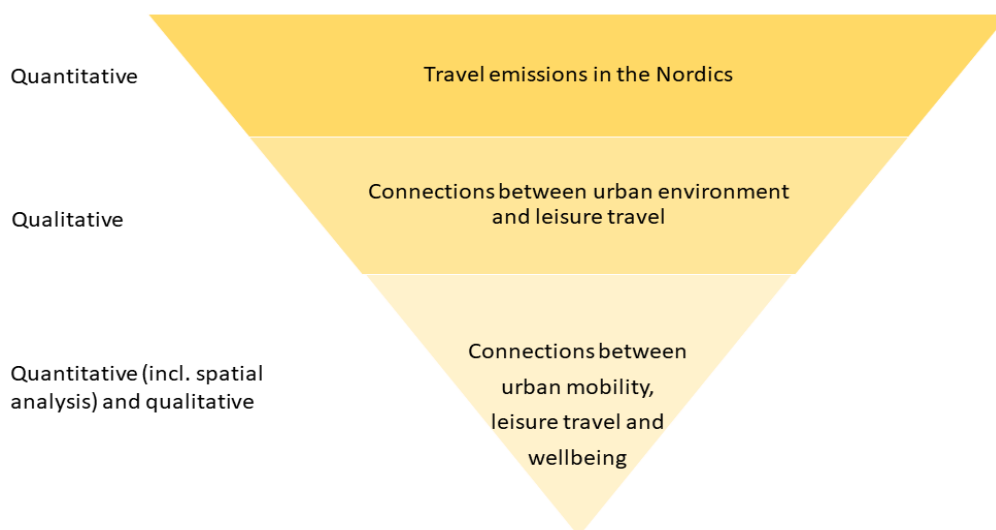 Quantitative
Travel emissions in the Nordics
Qualitative
Connections between urban environment
and leisure travel
Quantitative (incl. spatial
analysis) and qualitative
Connections between
urban mobility,
leisure travel and
wellbeing